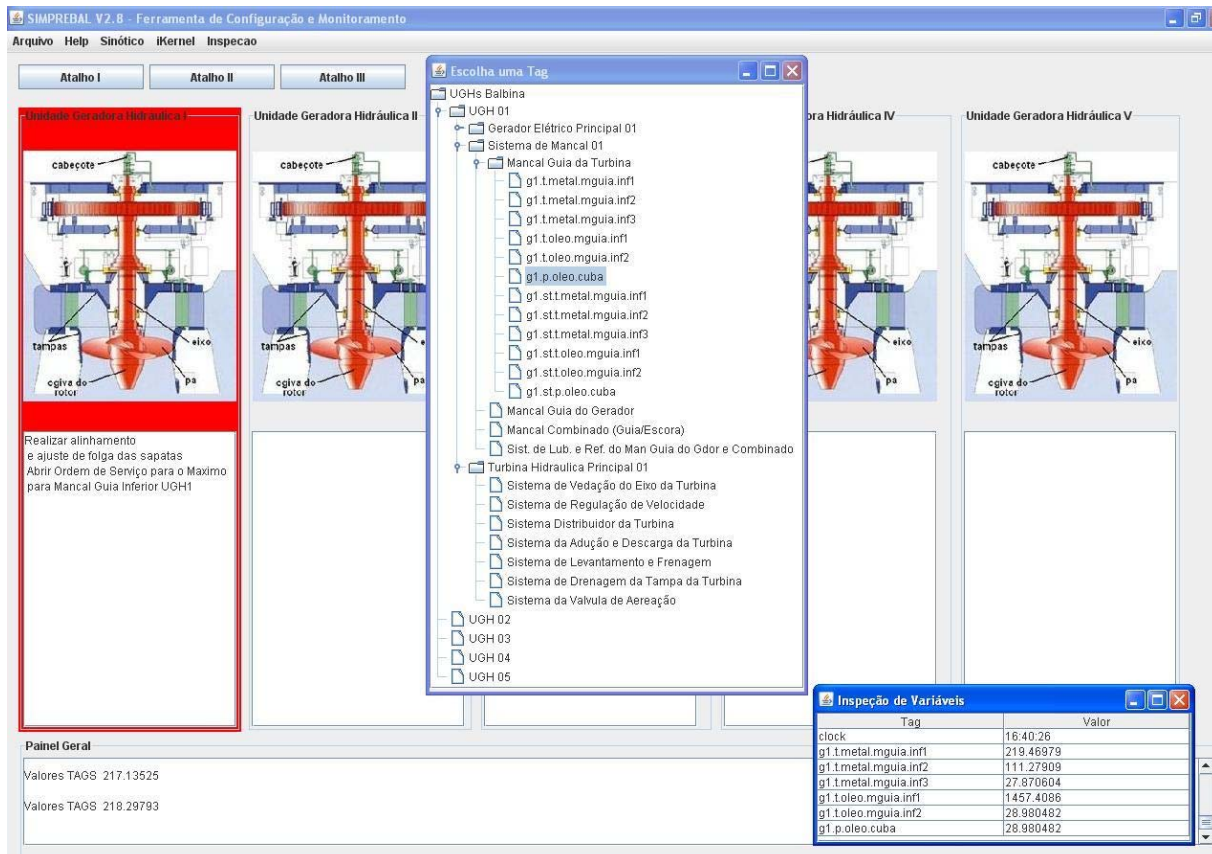 SIMPREBAL V2.8 - Ferramenta de Configuração e Monitoramento
Arquivo Help Sinótico iKernel Inspecao
Atalho I Atalho II Atalho III
Unidade Geradora Hidráulica I
cabeçote
tampas
eixo
ogiva do rotor
pa
Realizar alinhamento
e ajuste de folga das sapatas
Abrir Ordem de Serviço para o Maximo
para Mancal Guia Inferior UGH1
Unidade Geradora Hidráulica II
cabeçote
tampas
ogiva do rotor
pa
Escolha uma Tag
UGHs Balbina
UGH 01
Gerador Elétrico Principal 01
Sistema de Mancal 01
Mancal Guia da Turbina
g1.t.metal.mguia.inf1
g1.t.metal.mguia.inf2
g1.t.metal.mguia.inf3
g1.t.oleo.mguia.inf1
g1.t.oleo.mguia.inf2
g1.p.oleo.cuba
g1.st.t.metal.mguia.inf1
g1.st.t.metal.mguia.inf2
g1.st.t.metal.mguia.inf3
g1.st.t.oleo.mguia.inf1
g1.st.t.oleo.mguia.inf2
g1.st.p.oleo.cuba
Mancal Guia do Gerador
Mancal Combinado (Guia/Escora)
Sist. de Lub. e Ref. do Man Guia do Gdor e Combinado
Turbina Hidraulica Principal 01
Sistema de Vedação do Eixo da Turbina
Sistema de Regulação de Velocidade
Sistema Distribuidor da Turbina
Sistema da Adução e Descarga da Turbina
Sistema de Levantamento e Frenagem
Sistema de Drenagem da Tampa da Turbina
Sistema da Valvula de Aereação
UGH 02
UGH 03
UGH 04
UGH 05
ora Hidráulica IV
eixo
pa
Unidade Geradora Hidráulica V
cabeçote
tampas
eixo
ogiva do rotor
pa
Painel Geral
Valores TAGS 217.13525
Valores TAGS 218.29793
Inspeção de Variáveis
Tag Valor
clock 16:40:26
g1.t.metal.mguia.inf1 219.46979
g1.t.metal.mguia.inf2 111.27909
g1.t.metal.mguia.inf3 27.870604
g1.t.oleo.mguia.inf1 1457.4086
g1.t.oleo.mguia.inf2 28.980482
g1.p.oleo.cuba 28.980482